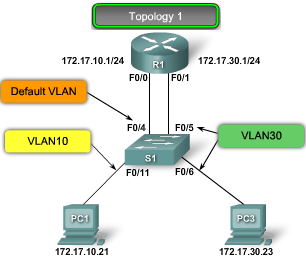 Topology 1
172.17.10.1/24
R1
172.17.30.1/24
F0/0
F0/1
Default VLAN
F0/4
F0/5
VLAN10
VLAN30
S1
F0/11
F0/6
PC1
PC3
172.17.10.21
172.17.30.23